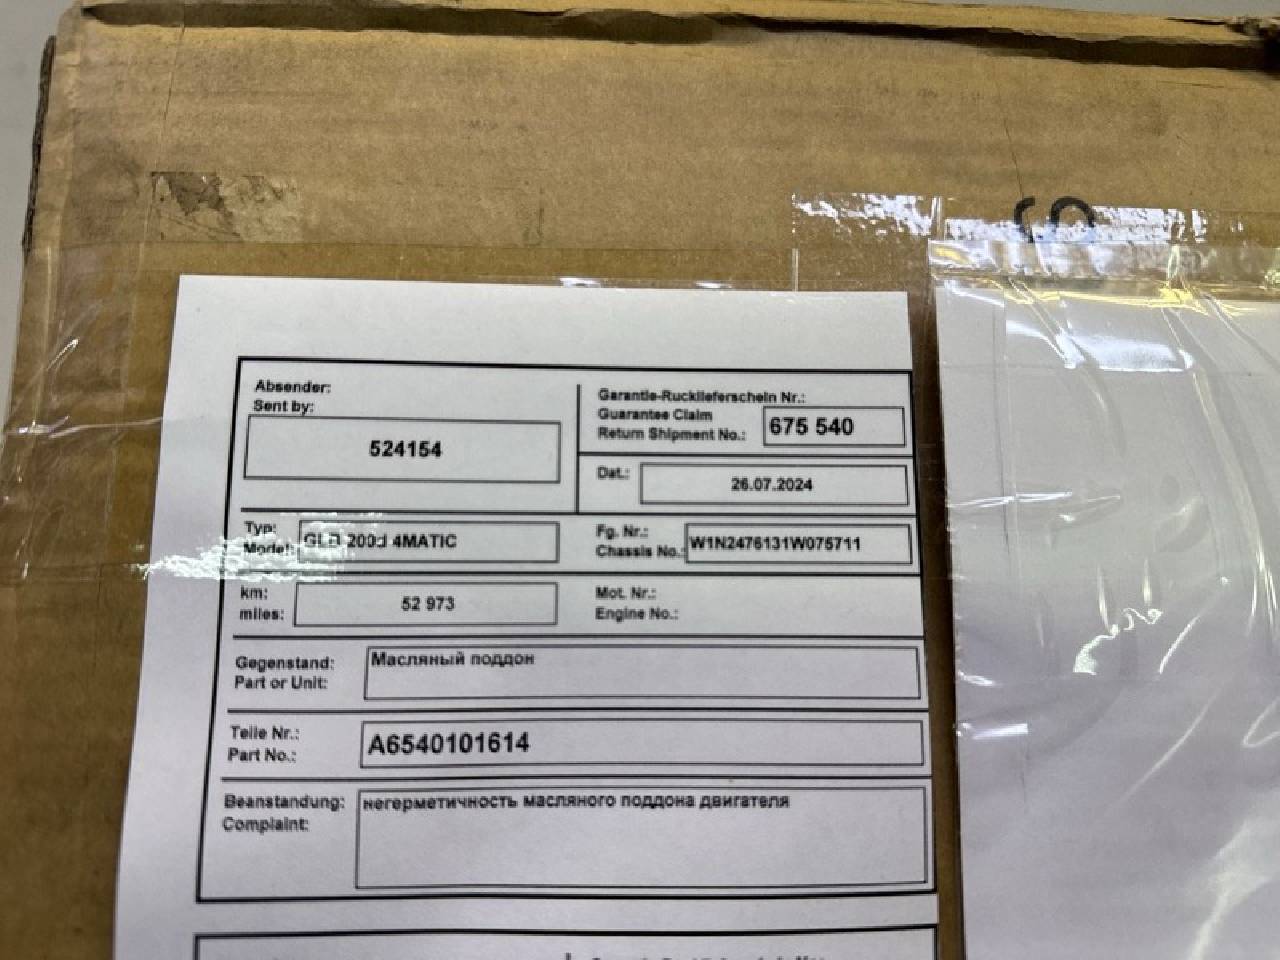 S
Absender:
Sent by:
524154
Garantie-Rucklieferschein Nr.:
Guarantee Claim
Return Shipment No.:
675 540
Dat.:
26.07.2024
Typ:
Model:
GLB 200d 4MATIC
Fg. Nr.:
Chassis No.:
W1N2476131W075711
km:
miles:
52 973
Mot. Nr.:
Engine No.:
Gegenstand:
Part or Unit:
Масляный поддон
Teile Nr.:
Part No.:
A6540101614
Beanstandung:
Complaint:
негерметичность масляного поддона двигателя